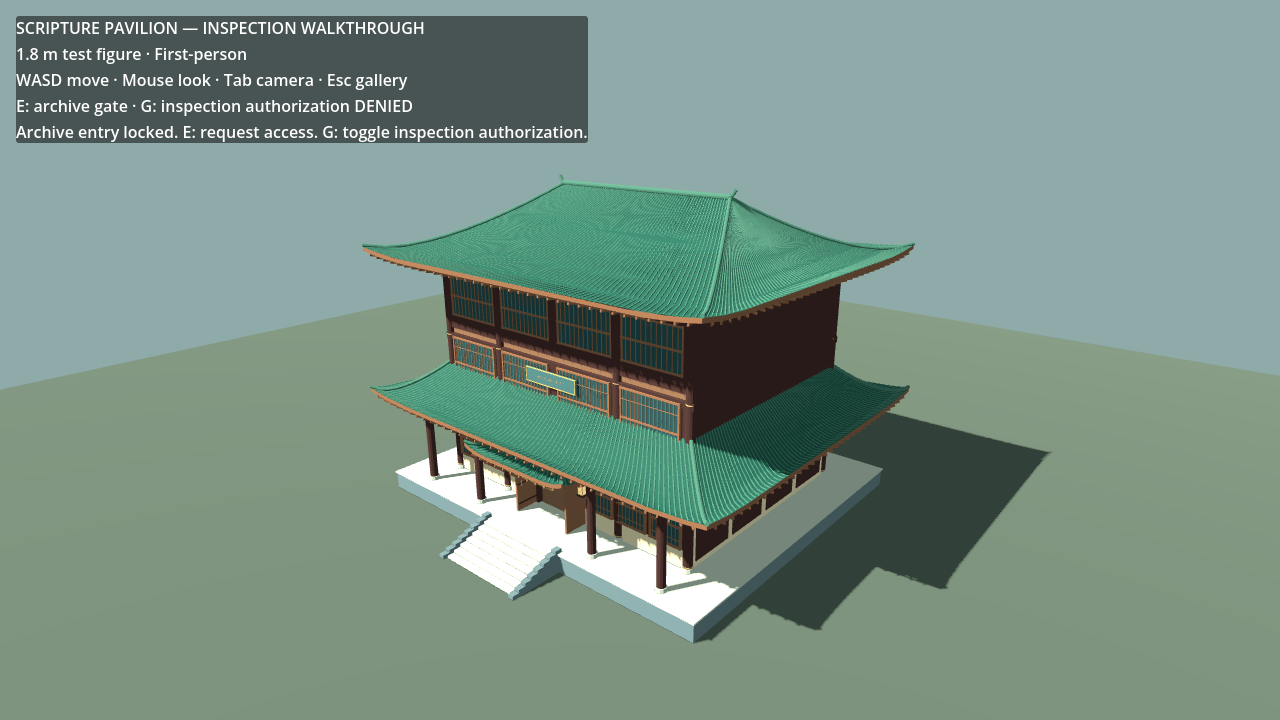 SCRIPTURE PAVILION — INSPECTION WALKTHROUGH
1.8 m test figure · First-person
WASD move · Mouse look · Tab camera · Esc gallery
E: archive gate · G: inspection authorization DENIED
Archive entry locked. E: request access. G: toggle inspection authorization.